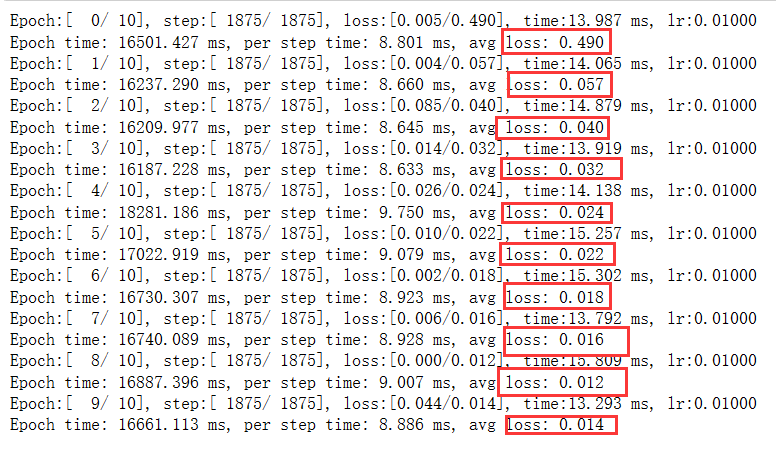 Epoch:[  0/ 10], step:[ 1875/ 1875], loss:[0.005/0.490], time:13.987 ms, lr:0.01000
Epoch time: 16501.427 ms, per step time: 8.801 ms, avg loss: 0.490
Epoch:[  1/ 10], step:[ 1875/ 1875], loss:[0.004/0.057], time:14.065 ms, lr:0.01000
Epoch time: 16237.290 ms, per step time: 8.660 ms, avg loss: 0.057
Epoch:[  2/ 10], step:[ 1875/ 1875], loss:[0.085/0.040], time:14.879 ms, lr:0.01000
Epoch time: 16209.977 ms, per step time: 8.645 ms, avg loss: 0.040
Epoch:[  3/ 10], step:[ 1875/ 1875], loss:[0.014/0.032], time:13.919 ms, lr:0.01000
Epoch time: 16187.228 ms, per step time: 8.633 ms, avg loss: 0.032
Epoch:[  4/ 10], step:[ 1875/ 1875], loss:[0.026/0.024], time:14.138 ms, lr:0.01000
Epoch time: 18281.186 ms, per step time: 9.750 ms, avg loss: 0.024
Epoch:[  5/ 10], step:[ 1875/ 1875], loss:[0.010/0.022], time:15.257 ms, lr:0.01000
Epoch time: 17022.919 ms, per step time: 9.079 ms, avg loss: 0.022
Epoch:[  6/ 10], step:[ 1875/ 1875], loss:[0.002/0.018], time:15.302 ms, lr:0.01000
Epoch time: 16730.307 ms, per step time: 8.923 ms, avg loss: 0.018
Epoch:[  7/ 10], step:[ 1875/ 1875], loss:[0.006/0.016], time:13.792 ms, lr:0.01000
Epoch time: 16740.089 ms, per step time: 8.928 ms, avg loss: 0.016
Epoch:[  8/ 10], step:[ 1875/ 1875], loss:[0.000/0.012], time:15.809 ms, lr:0.01000
Epoch time: 16887.396 ms, per step time: 9.007 ms, avg loss: 0.012
Epoch:[  9/ 10], step:[ 1875/ 1875], loss:[0.044/0.014], time:13.293 ms, lr:0.01000
Epoch time: 16661.113 ms, per step time: 8.886 ms, avg loss: 0.014